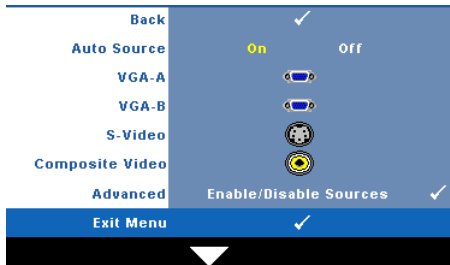 Back
Auto Source On Off
VGA-A
VGA-B
S-Video
Composite Video
Advanced Enable/Disable Sources
Exit Menu